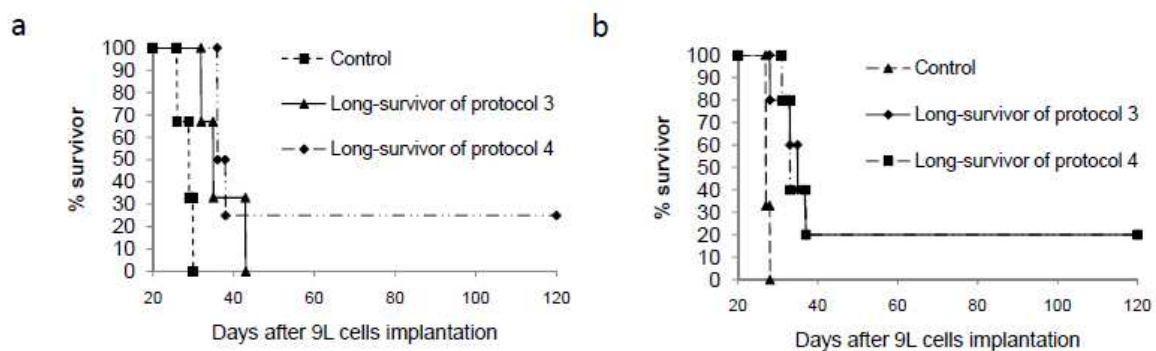 a
100
90
80
70
60
50
40
30
20
10
0
% survivor
20 40 60 80 100 120
Days after 9L cells implantation
Control
Long-survivor of protocol 3
Long-survivor of protocol 4
b
100
90
80
70
60
50
40
30
20
10
0
% survivor
20 40 60 80 100 120
Days after 9L cells implantation
Control
Long-survivor of protocol 3
Long-survivor of protocol 4